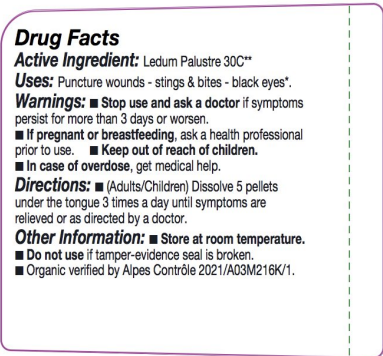 Drug Facts
Active Ingredient: Ledum Palustre 30C**
Uses: Puncture wounds - stings & bites - black eyes*.
Warnings: ■ Stop use and ask a doctor if symptoms
persist for more than 3 days or worsen.
■ If pregnant or breastfeeding, ask a health professional
prior to use. ■ Keep out of reach of children.
■ In case of overdose, get medical help.
Directions: ■ (Adults/Children) Dissolve 5 pellets
under the tongue 3 times a day until symptoms are
relieved or as directed by a doctor.
Other Information: ■ Store at room temperature.
■ Do not use if tamper-evidence seal is broken.
■ Organic verified by Alpes Contrôle 2021/A03M216K/1.